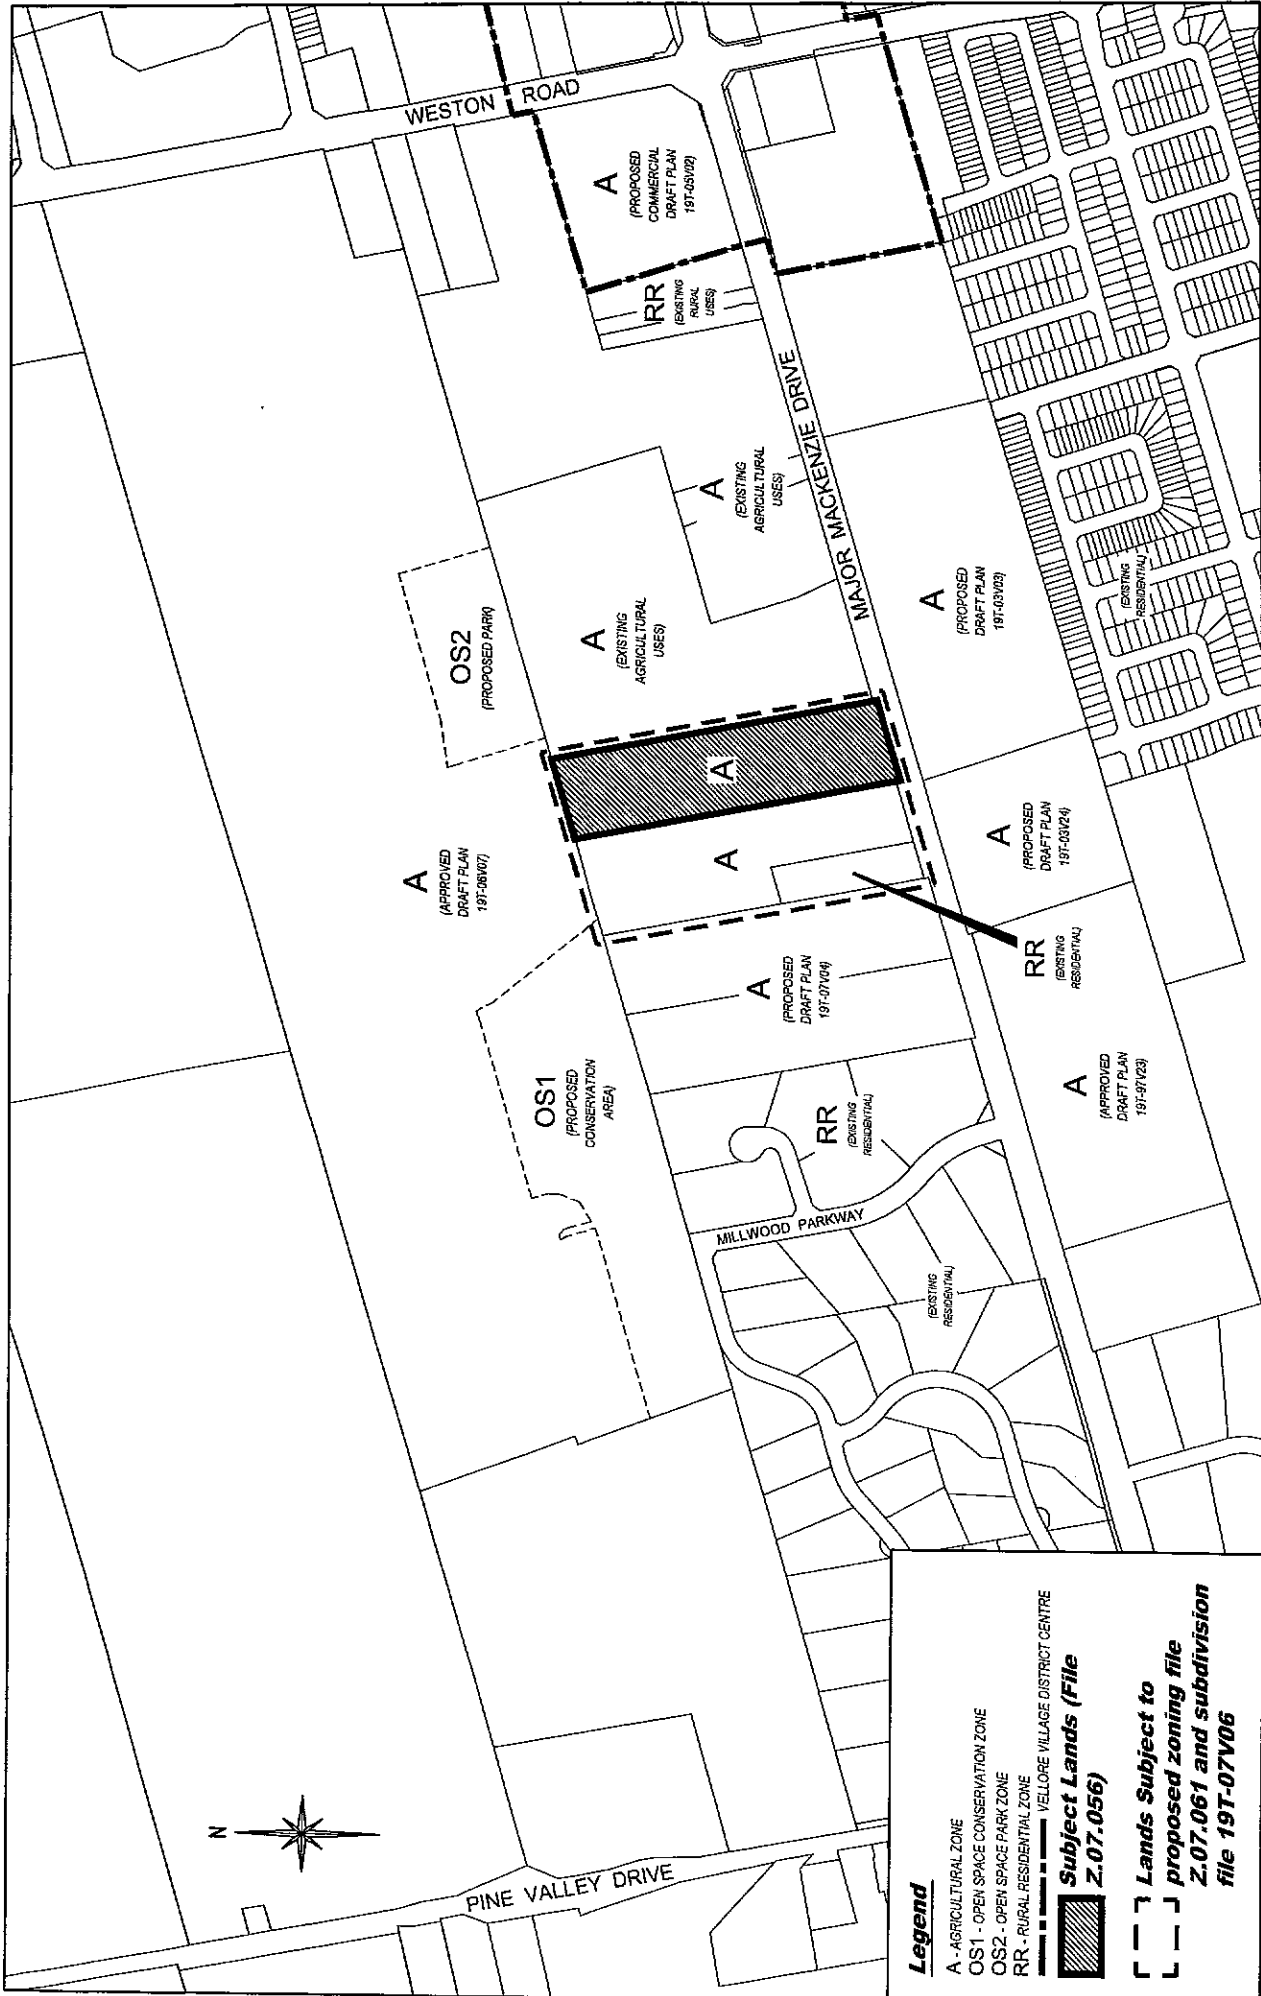 WESTON ROAD
A
(PROPOSED
COMMERCIAL
DRAFT PLAN
19T-05V02)
RR
(EXISTING
RURAL
USES)
MAJOR MACKENZIE DRIVE
A
(EXISTING
AGRICULTURAL
USES)
OS2
(PROPOSED PARK)
A
(EXISTING
AGRICULTURAL
USES)
A
(PROPOSED
DRAFT PLAN
19T-03V03)
(EXISTING
RESIDENTIAL)
A
A
(APPROVED
DRAFT PLAN
19T-06V07)
A
A
(PROPOSED
DRAFT PLAN
19T-03V24)
RR
(EXISTING
RESIDENTIAL)
A
(PROPOSED
DRAFT PLAN
19T-07V04)
OS1
(PROPOSED
CONSERVATION
AREA)
RR
(EXISTING
RESIDENTIAL)
A
(APPROVED
DRAFT PLAN
19T-97V23)
MILLWOOD PARKWAY
(EXISTING
RESIDENTIAL)
N
PINE VALLEY DRIVE
Legend
A - AGRICULTURAL ZONE
OS1 - OPEN SPACE CONSERVATION ZONE
OS2 - OPEN SPACE PARK ZONE
RR - RURAL RESIDENTIAL ZONE
VELLORE VILLAGE DISTRICT CENTRE
Subject Lands (File
Z.07.056)
Lands Subject to
proposed zoning file
Z.07.061 and subdivision
file 19T-07V06